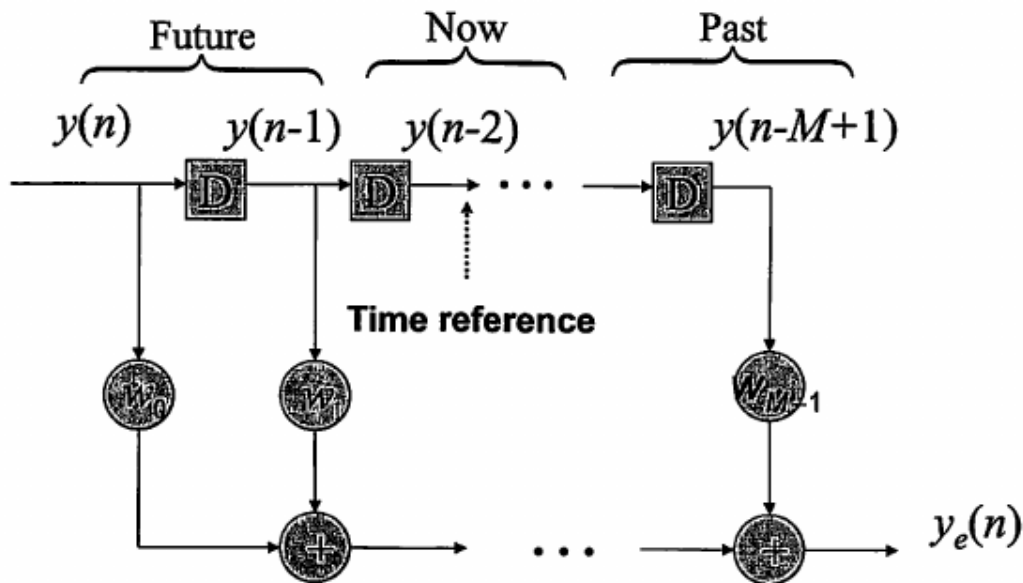 Future Now Past
y(n) y(n-1) y(n-2) y(n-M+1)
D D • • • D
Time reference
W0 W1 WM-1
+ • • • + ye(n)